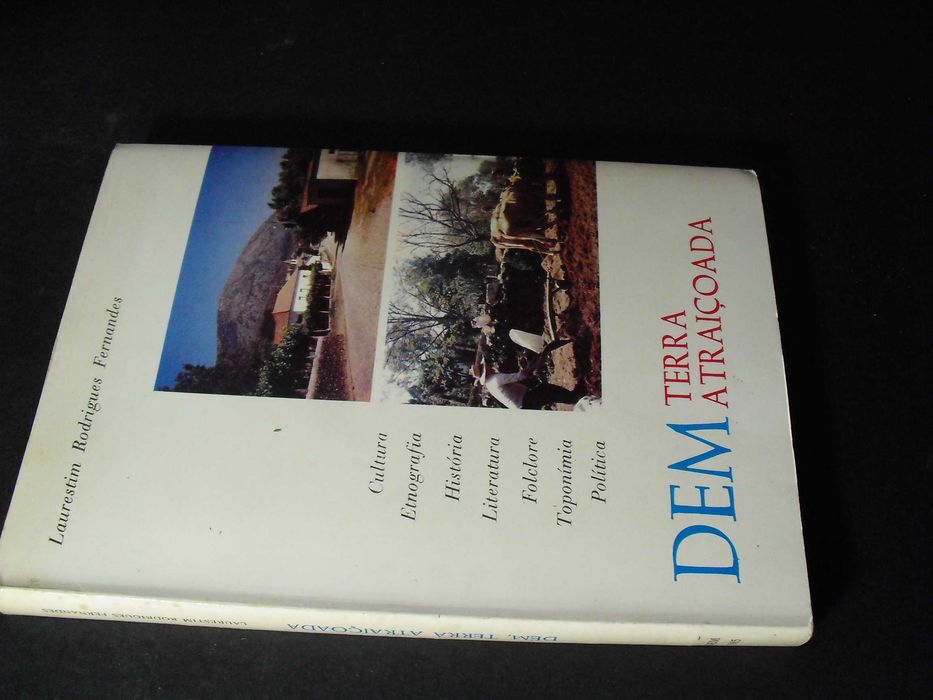 Laurestim Rodrigues Fernandes
Cultura
Etnografia
História
Literatura
Folclore
Toponímia
Política
DEM TERRA
ATRAIÇOADA
LAURESTIM RODRIGUES FERNANDES
DEM, TERRA ATRAIÇOADA